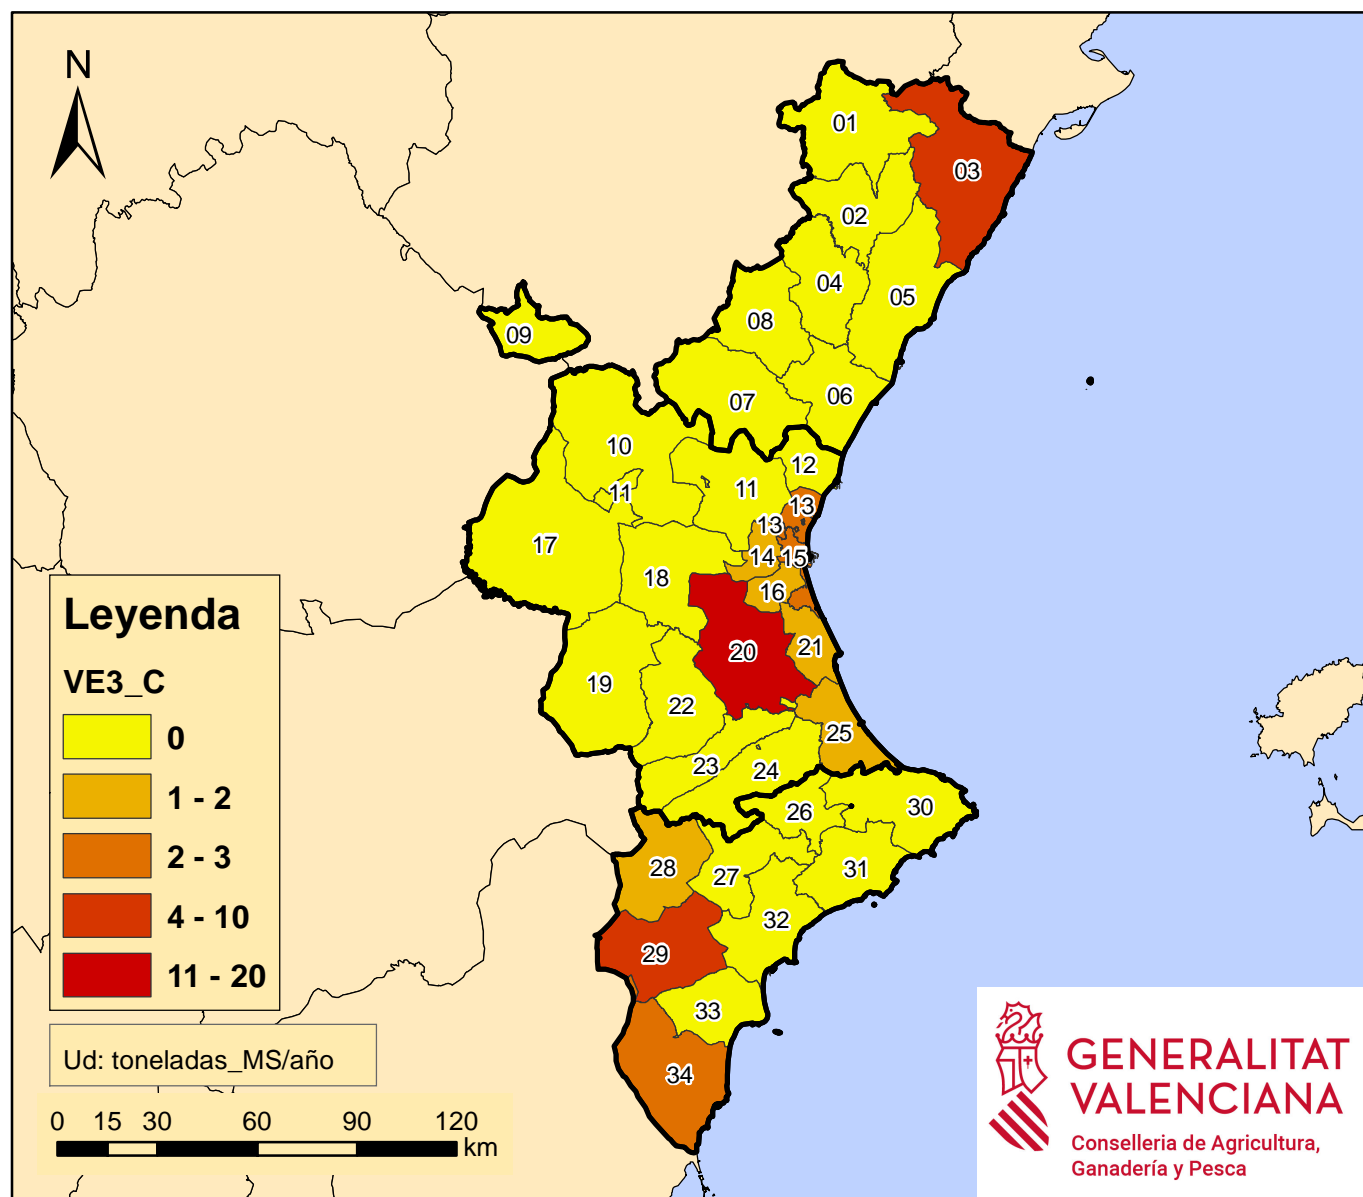 N
01
03
02
04
05
08
09
06
07
10
12
11
11
13
13
17
14
15
18
16
20
21
19
22
25
23
24
26
30
28
27
31
32
29
33
34
Leyenda
VE3_C
0
1 - 2
2 - 3
4 - 10
11 - 20
Ud: toneladas_MS/año
0 15 30 60 90 120
km
GENERALITAT
VALENCIANA
Conselleria de Agricultura,
Ganadería y Pesca